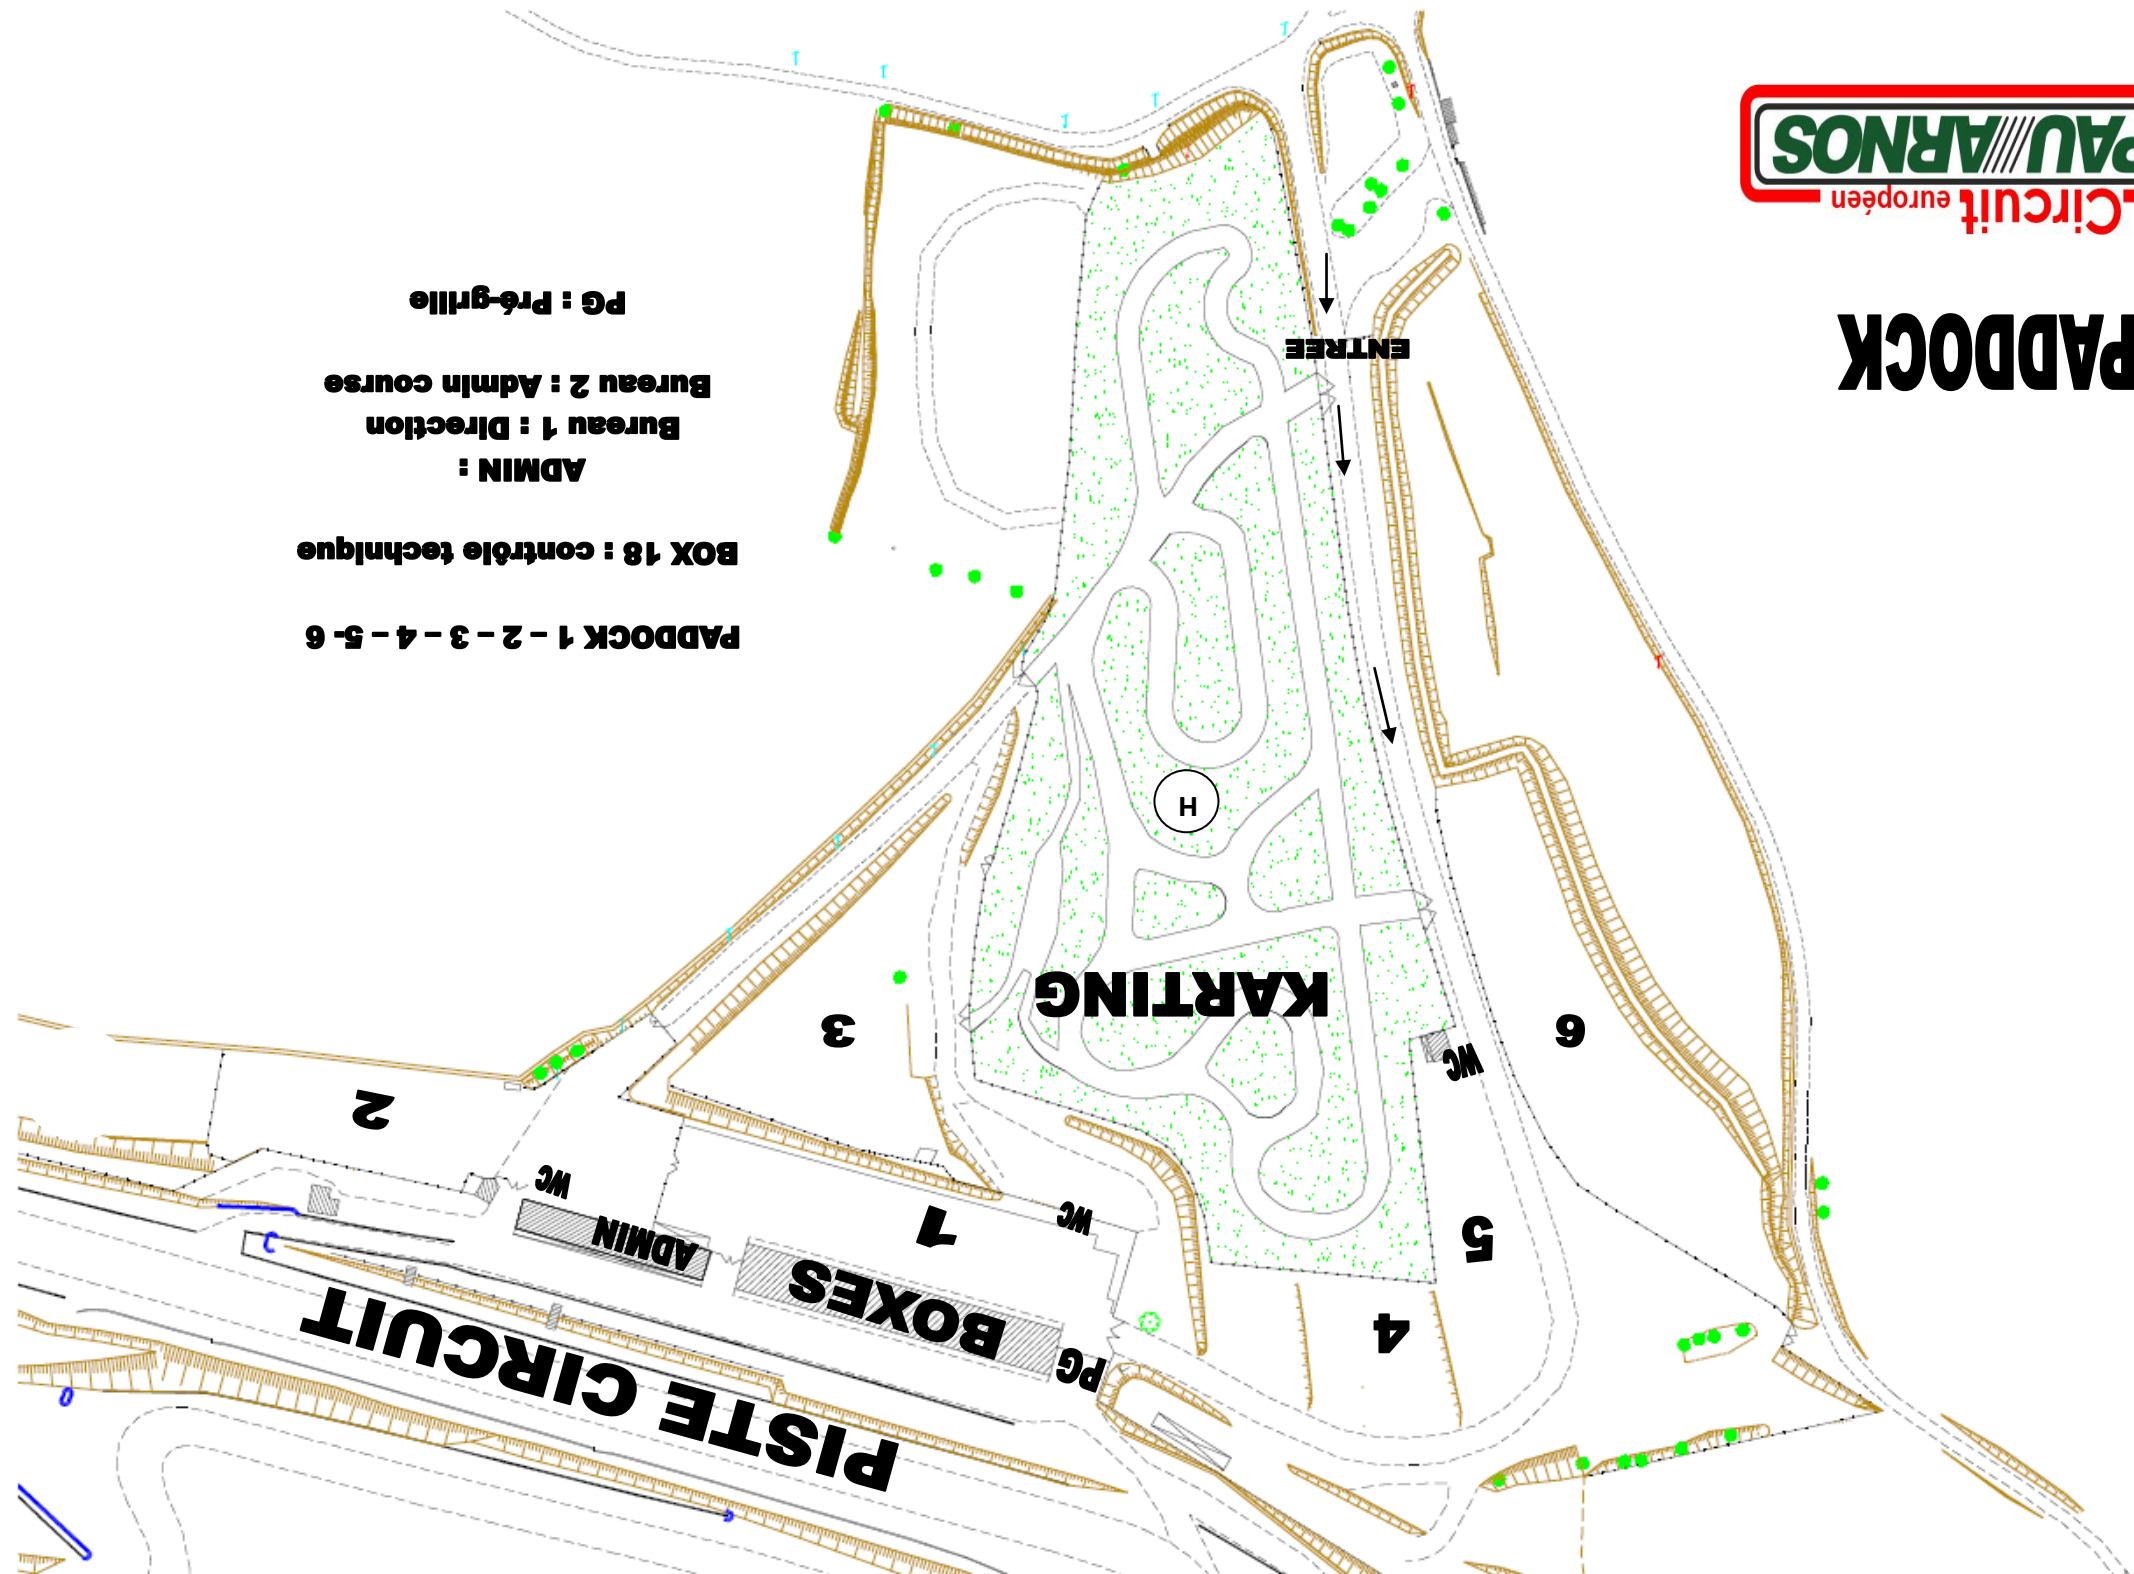 PISTE CIRCUIT
PG
4
BOXES
5
ADMIN
1
WC
WC
2
WC
6
3
KARTING
H
PADDOCK 1 – 2 – 3 – 4 – 5- 6
BOX 18 : contrôle technique
ADMIN :
Bureau 1 : Direction
Bureau 2 : Admin course
PG : Pré-grille
ENTREE
PADDOCK
Circuit européen
PAU////ARNOS